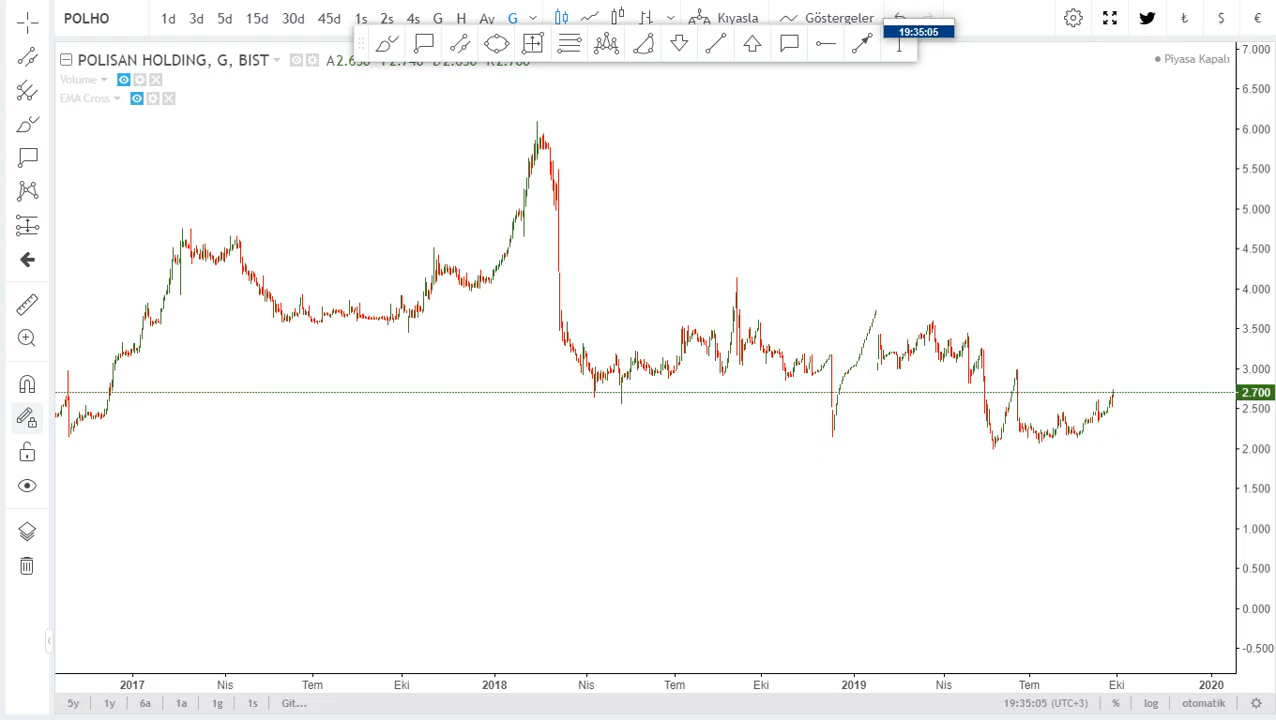 POLHO 1d 3d 5d 15d 30d 45d 1s 2s 4s G H Ay G Kıyasla Göstergeler ₺ $ €
19:35:05
POLISAN HOLDING, G, BIST
Piyasa Kapalı
Volume
EMA Cross
7.000
6.500
6.000
5.500
5.000
4.500
4.000
3.500
3.000
2.700
2.500
2.000
1.500
1.000
0.500
0.000
-0.500
2017 Nis Tem Eki 2018 Nis Tem Eki 2019 Nis Tem Eki 2020
5y 1y 6a 1a 1g 1s Git... 19:35:05 (UTC+3) % log otomatik